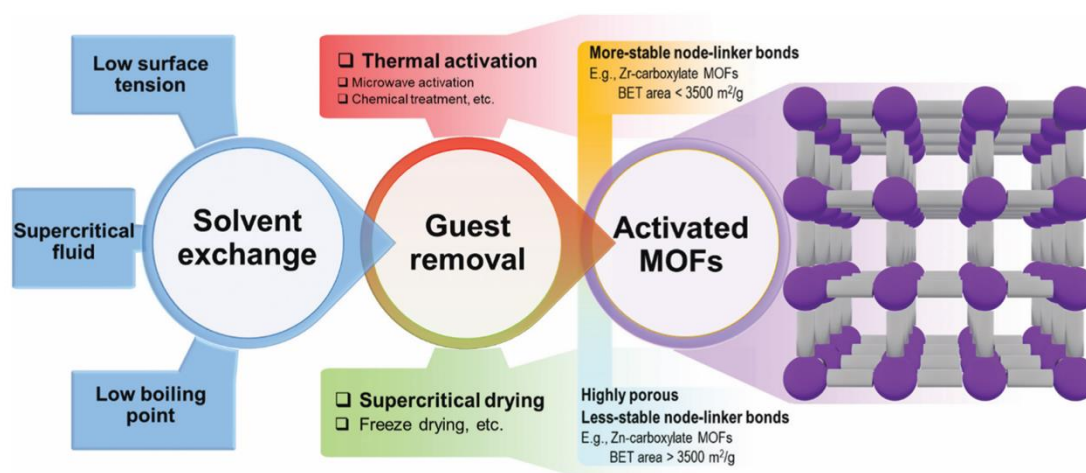 Low surface
tension
Supercritical
fluid
Low boiling
point
Solvent
exchange
❑ Thermal activation
❑ Microwave activation
❑ Chemical treatment, etc.
Guest
removal
❑ Supercritical drying
❑ Freeze drying, etc.
More-stable node-linker bonds
E.g., Zr-carboxylate MOFs
BET area < 3500 m²/g
Activated
MOFs
Highly porous
Less-stable node-linker bonds
E.g., Zn-carboxylate MOFs
BET area > 3500 m²/g